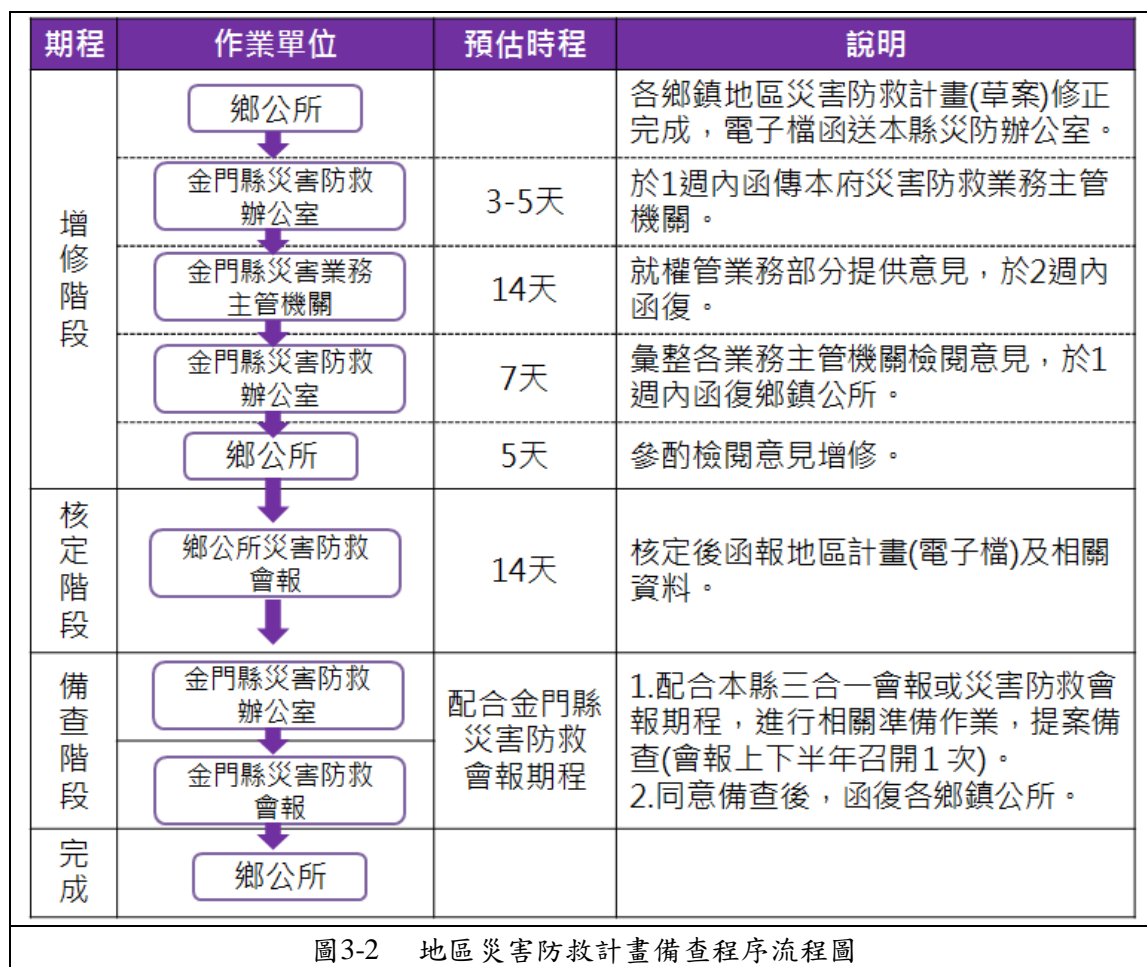 期程 作業單位 預估時程 說明
增修階段
鄉公所
各鄉鎮地區災害防救計畫(草案)修正
完成，電子檔函送本縣災防辦公室。
金門縣災害防救
辦公室
3-5天
於1週內函傳本府災害防救業務主管
機關。
金門縣災害業務
主管機關
14天
就權管業務部分提供意見，於2週內
函復。
金門縣災害防救
辦公室
7天
彙整各業務主管機關檢閱意見，於1
週內函復鄉鎮公所。
鄉公所
5天
參酌檢閱意見增修。
核定階段
鄉公所災害防救
會報
14天
核定後函報地區計畫(電子檔)及相關
資料。
備查階段
金門縣災害防救
辦公室
金門縣災害防救
會報
配合金門縣
災害防救
會報期程
1.配合本縣三合一會報或災害防救會
報期程，進行相關準備作業，提案備
查(會報上下半年召開１次)。
2.同意備查後，函復各鄉鎮公所。
完成
鄉公所
圖3-2 地區災害防救計畫備查程序流程圖